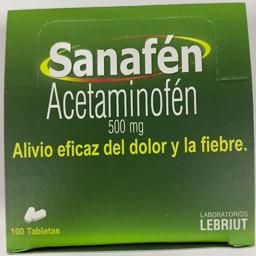 Sanafén
Acetaminofén
500 mg
Alivio eficaz del dolor y la fiebre.
100 Tabletas
LABORATORIOS
LEBRIUT